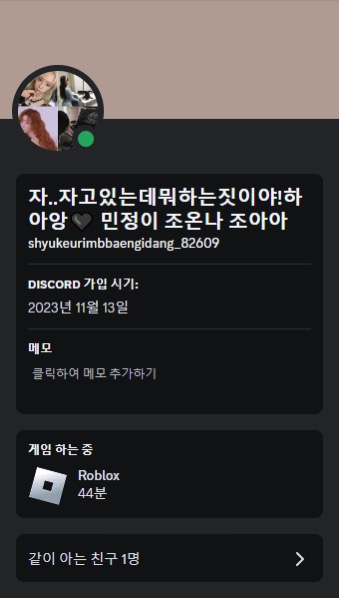 자..자고있는데뭐하는짓이야!하
아앙🖤 민정이 조온나 조아아
shyukeurimbbaengidang_82609
DISCORD 가입 시기:
2023년 11월 13일
메모
클릭하여 메모 추가하기
게임 하는 중
Roblox
44분
같이 아는 친구 1명